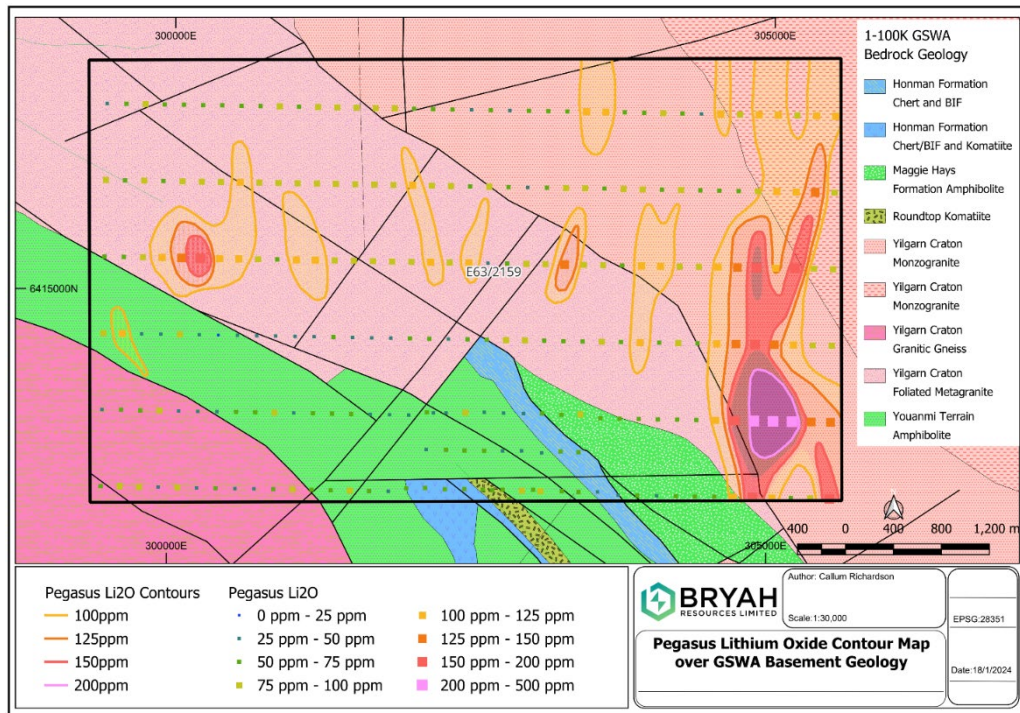 300000E
305000E
1-100K GSWA
Bedrock Geology
Honman Formation
Chert and BIF
Honman Formation
Chert/BIF and Komatiite
Maggie Hays
Formation Amphibolite
Roundtop Komatiite
Yilgarn Craton
Monzogranite
Yilgarn Craton
Monzogranite
Yilgarn Craton
Granitic Gneiss
Yilgarn Craton
Foliated Metagranite
Youanmi Terrain
Amphibolite
E63/2159
6415000N
400 0 400 800 1,200 m
300000E
305000E
Pegasus Li2O Contours
100ppm
125ppm
150ppm
200ppm
Pegasus Li2O
0 ppm - 25 ppm
25 ppm - 50 ppm
50 ppm - 75 ppm
75 ppm - 100 ppm
100 ppm - 125 ppm
125 ppm - 150 ppm
150 ppm - 200 ppm
200 ppm - 500 ppm
BRYAH
RESOURCES LIMITED
Author: Callum Richardson
Scale:1:30,000
EPSG:28351
Pegasus Lithium Oxide Contour Map
over GSWA Basement Geology
Date:18/1/2024